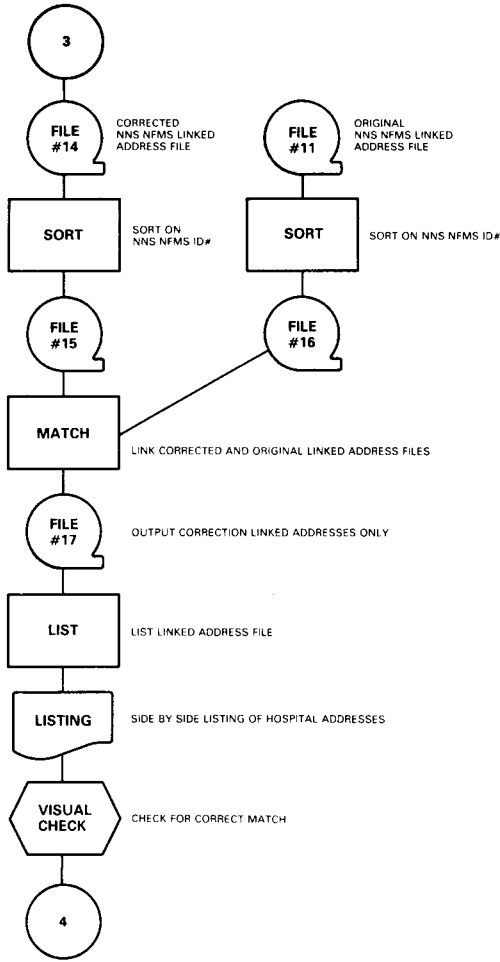 3
FILE
#14
CORRECTED
NNS NFMS LINKED
ADDRESS FILE
FILE
#11
ORIGINAL
NNS NFMS LINKED
ADDRESS FILE
SORT
SORT ON
NNS NFMS ID#
SORT
SORT ON NNS NFMS ID#
FILE
#15
FILE
#16
MATCH
LINK CORRECTED AND ORIGINAL LINKED ADDRESS FILES
FILE
#17
OUTPUT CORRECTION LINKED ADDRESSES ONLY
LIST
LIST LINKED ADDRESS FILE
LISTING
SIDE BY SIDE LISTING OF HOSPITAL ADDRESSES
VISUAL
CHECK
CHECK FOR CORRECT MATCH
4